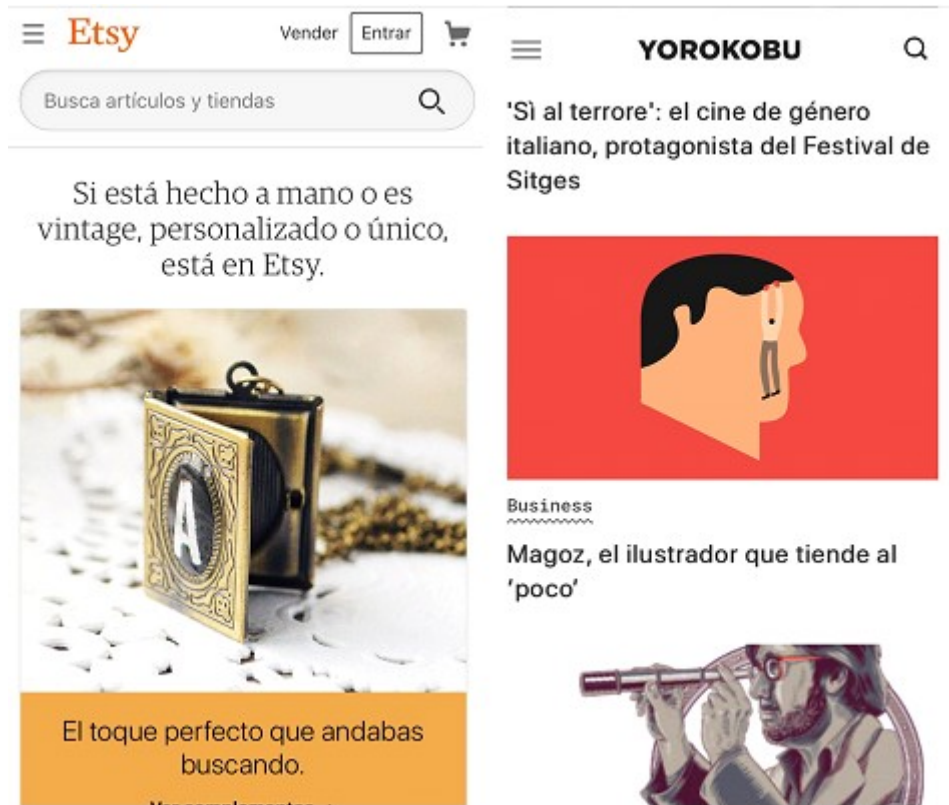 Etsy
Vender
Entrar
Busca artículos y tiendas
Si está hecho a mano o es
vintage, personalizado o único,
está en Etsy.
A
El toque perfecto que andabas
buscando.
YOROKOBU
'Sì al terrore': el cine de género
italiano, protagonista del Festival de
Sitges
Business
Magoz, el ilustrador que tiende al
‘poco’